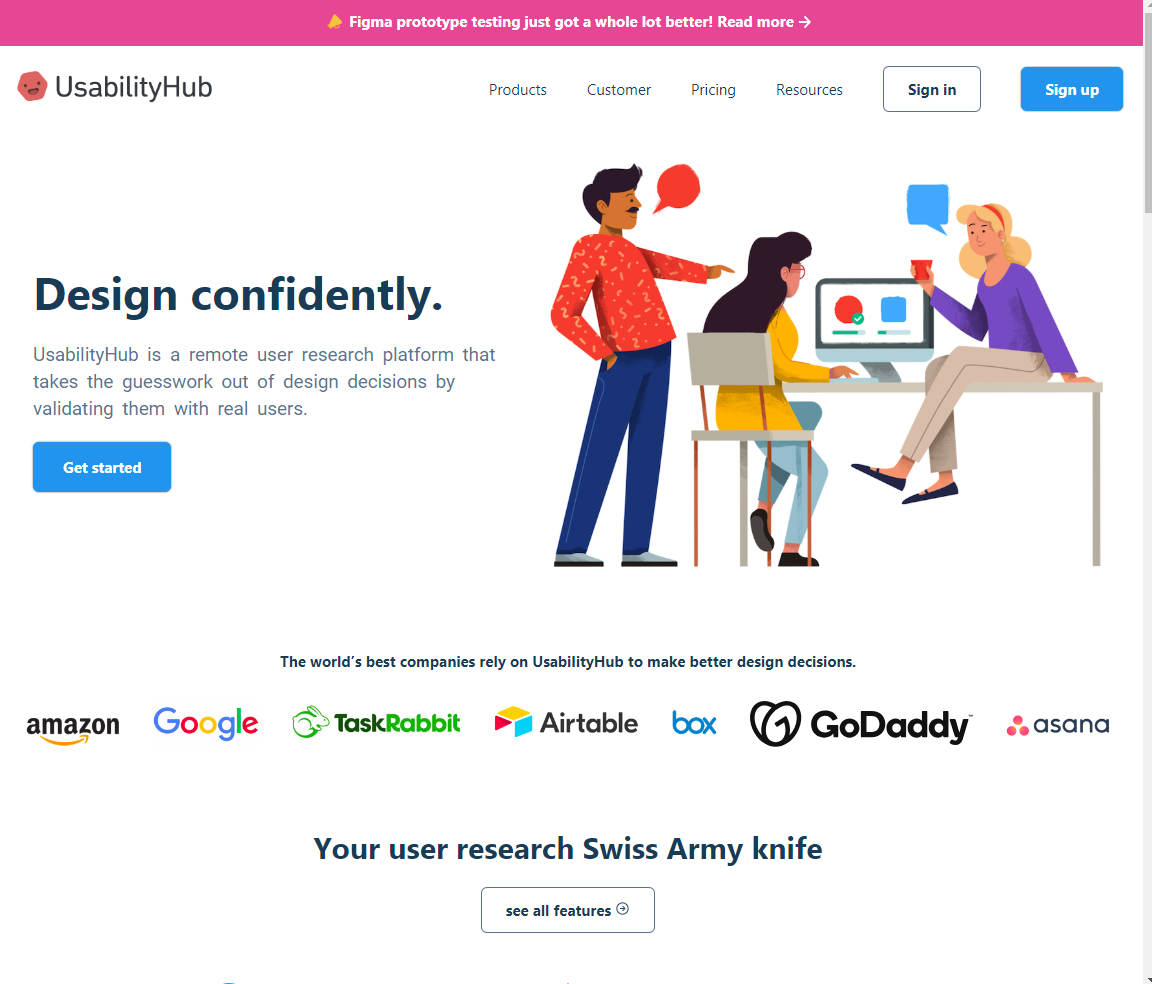 Figma prototype testing just got a whole lot better! Read more →
UsabilityHub
Products
Customer
Pricing
Resources
Sign in
Sign up
Design confidently.
UsabilityHub is a remote user research platform that
takes the guesswork out of design decisions by
validating them with real users.
Get started
The world’s best companies rely on UsabilityHub to make better design decisions.
amazon
Google
TaskRabbit
Airtable
box
GoDaddy™
asana
Your user research Swiss Army knife
see all features